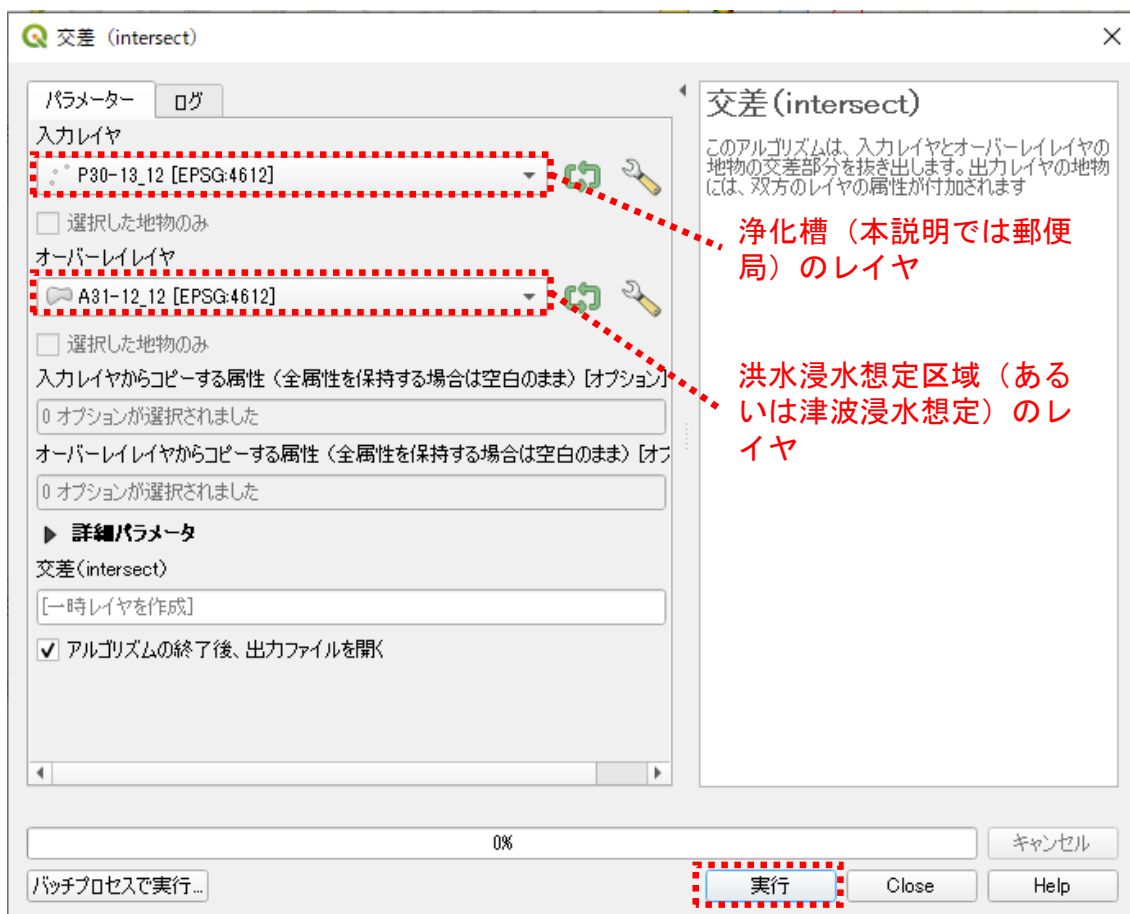 交差（intersect）
パラメーター
ログ
入力レイヤ
P30-13_12 [EPSG:4612]
選択した地物のみ
オーバーレイレイヤ
A31-12_12 [EPSG:4612]
選択した地物のみ
入力レイヤからコピーする属性（全属性を保持する場合は空白のまま）[オプション]
0 オプションが選択されました
オーバーレイレイヤからコピーする属性（全属性を保持する場合は空白のまま）[オプ
0 オプションが選択されました
詳細パラメータ
交差(intersect)
[一時レイヤを作成]
アルゴリズムの終了後、出力ファイルを開く
交差(intersect)
このアルゴリズムは、入力レイヤとオーバーレイレイヤの
地物の交差部分を抜き出します。出力レイヤの地物
には、双方のレイヤの属性が付加されます
浄化槽（本説明では郵便
局）のレイヤ
洪水浸水想定区域（ある
いは津波浸水想定）のレ
イヤ
0%
キャンセル
バッチプロセスで実行...
実行
Close
Help